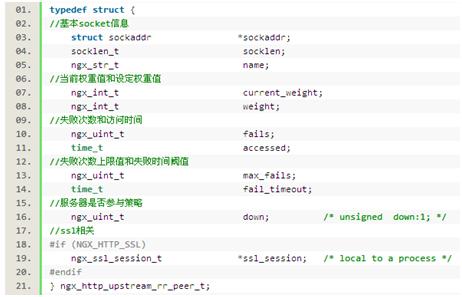 01. typedef struct {
02. //基本socket信息
03. struct sockaddr *sockaddr;
04. socklen_t socklen;
05. ngx_str_t name;
06. //当前权重值和设定权重值
07. ngx_int_t current_weight;
08. ngx_int_t weight;
09. //失败次数和访问时间
10. ngx_uint_t fails;
11. time_t accessed;
12. //失败次数上限值和失败时间阈值
13. ngx_uint_t max_fails;
14. time_t fail_timeout;
15. //服务器是否参与策略
16. ngx_uint_t down; /* unsigned down:1; */
17. //ssl相关
18. #if (NGX_HTTP_SSL)
19. ngx_ssl_session_t *ssl_session; /* local to a process */
20. #endif
21. } ngx_http_upstream_rr_peer_t;